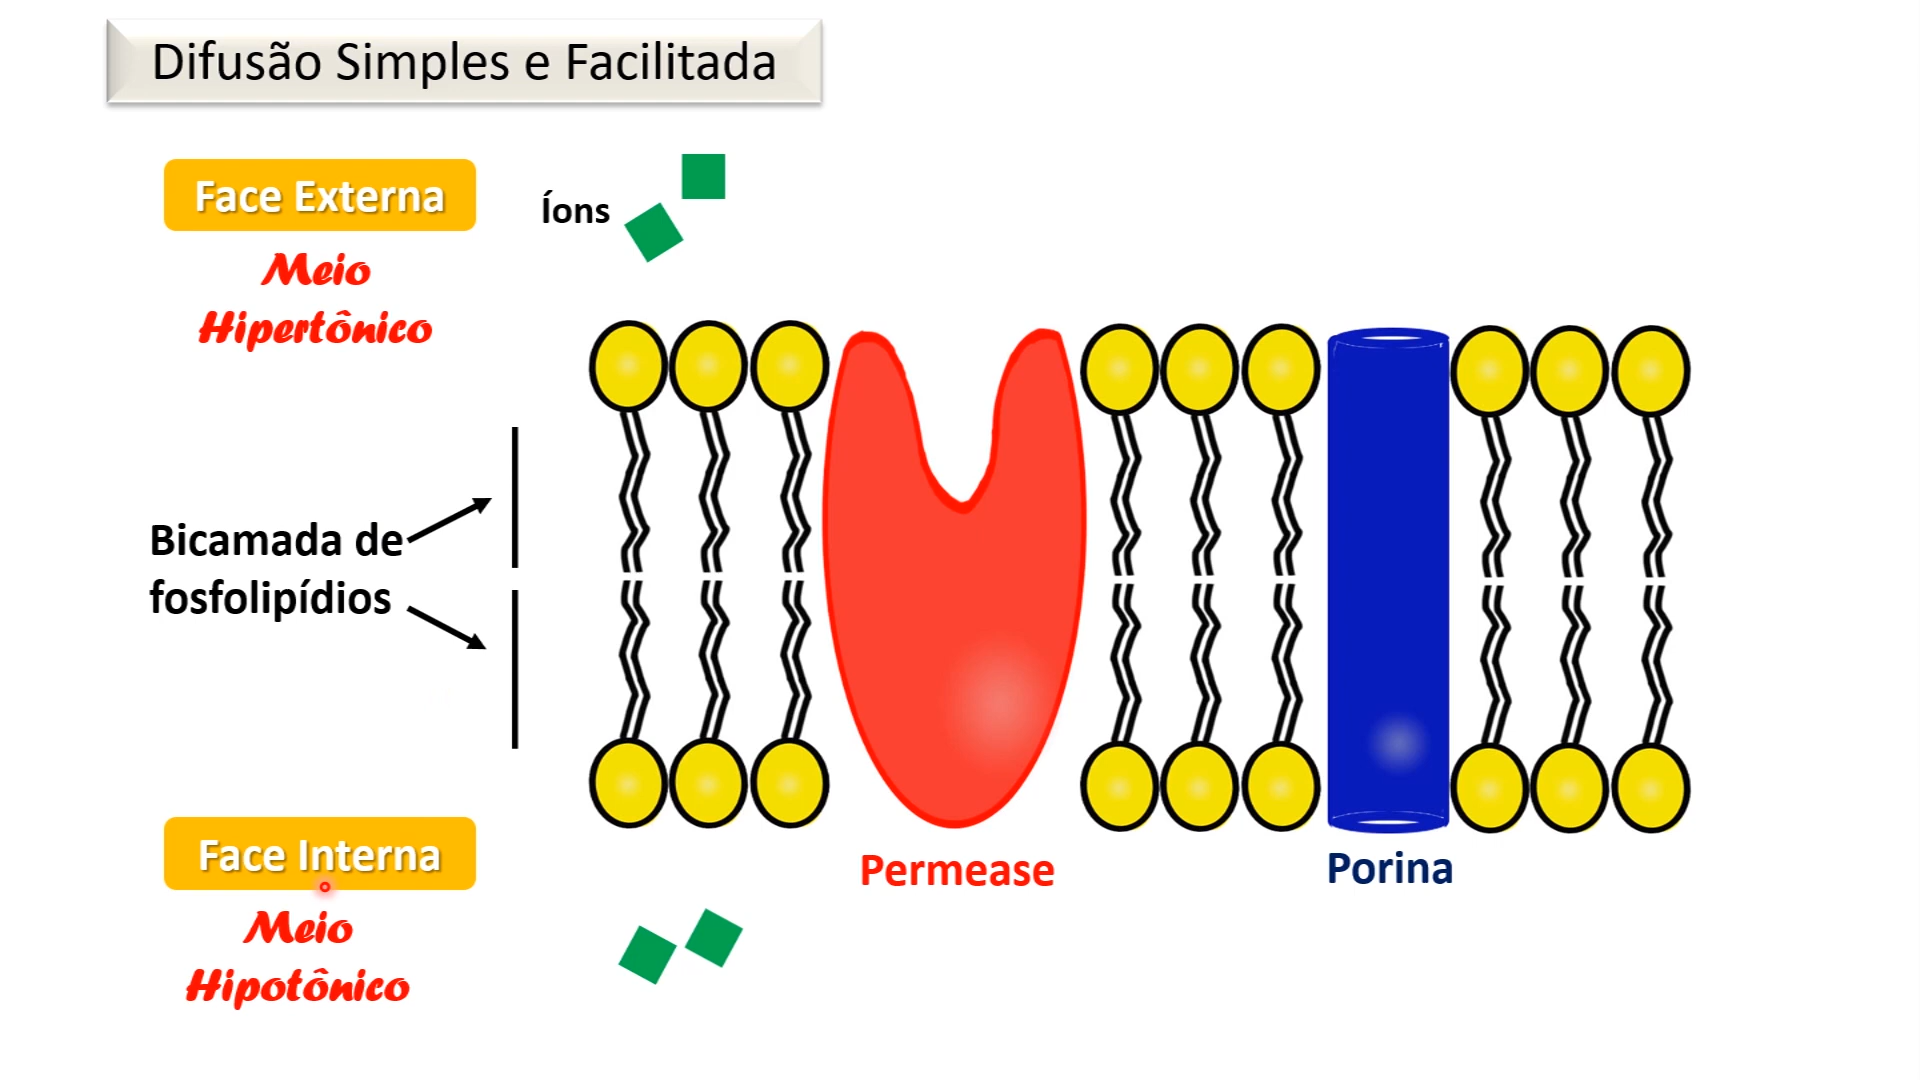 Difusão Simples e Facilitada
Face Externa
Íons
Meio
Hipertônico
Bicamada de
fosfolipídios
Face Interna
Permease
Porina
Meio
Hipotônico